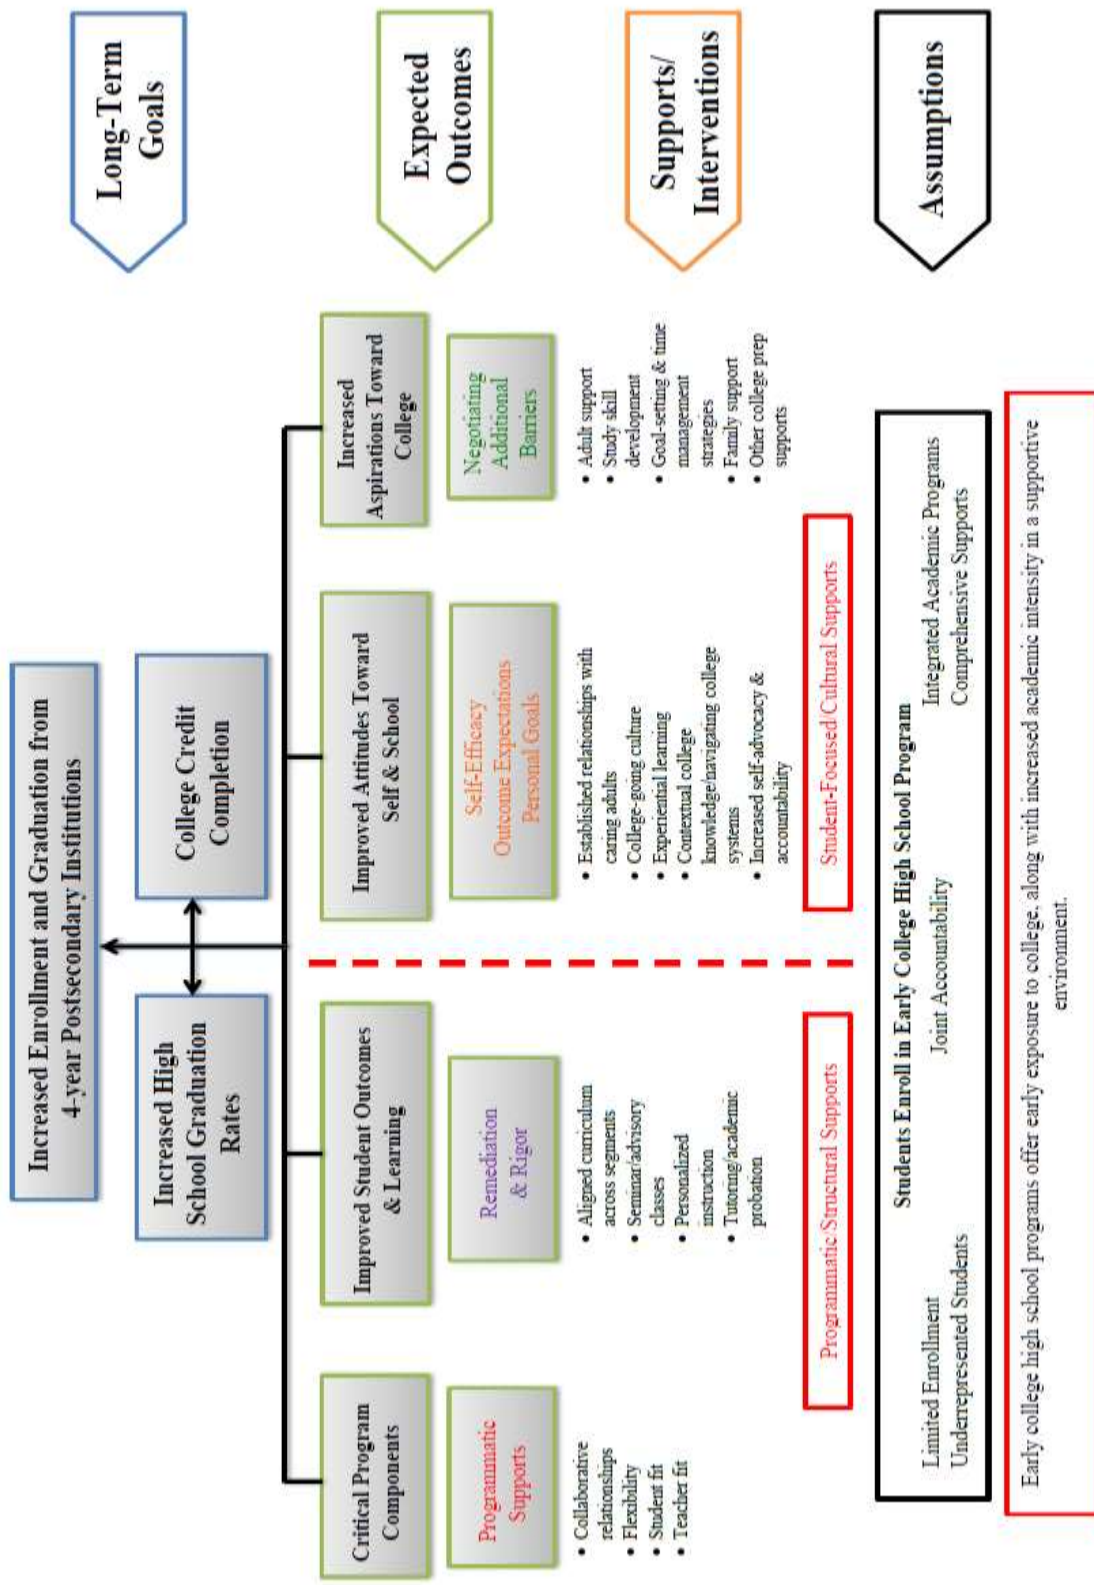 Increased Enrollment and Graduation from
4-year Postsecondary Institutions
Long-Term
Goals
Increased High
School Graduation
Rates
College Credit
Completion
Critical Program
Components
Improved Student Outcomes
& Learning
Improved Attitudes Toward
Self & School
Increased
Aspirations Toward
College
Expected
Outcomes
Programmatic
Supports
Remediation
& Rigor
Self-Efficacy
Outcome Expectations
Personal Goals
Negotiating
Additional
Barriers
• Collaborative
relationships
• Flexibility
• Student fit
• Teacher fit
• Aligned curriculum
across segments
• Seminar/advisory
classes
• Personalized
instruction
• Tutoring/academic
probation
• Established relationships with
caring adults
• College-going culture
• Experiential learning
• Contextual college
knowledge/navigating college
systems
• Increased self-advocacy &
accountability
• Adult support
• Study skill
development
• Goal-setting & time
management
strategies
• Family support
• Other college prep
supports
Supports/
Interventions
Programmatic/Structural Supports
Student-Focused/Cultural Supports
Students Enroll in Early College High School Program
Limited Enrollment
Underrepresented Students
Joint Accountability
Integrated Academic Programs
Comprehensive Supports
Assumptions
Early college high school programs offer early exposure to college, along with increased academic intensity in a supportive
environment.